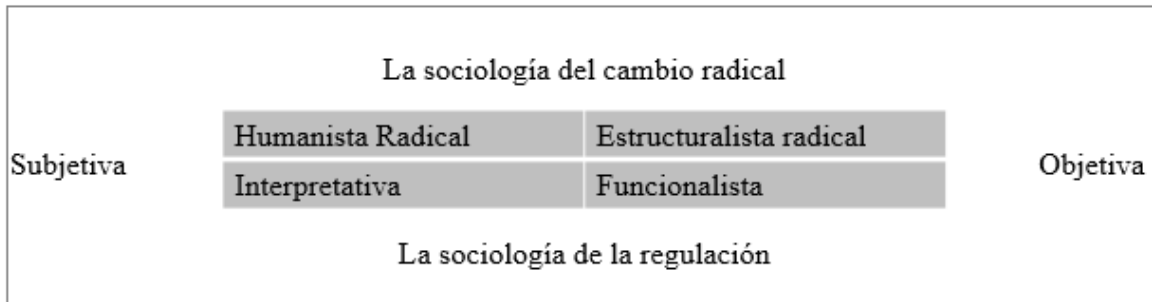 La sociología del cambio radical
Humanista Radical Estructuralista radical
Subjetiva Objetiva
Interpretativa Funcionalista
La sociología de la regulación